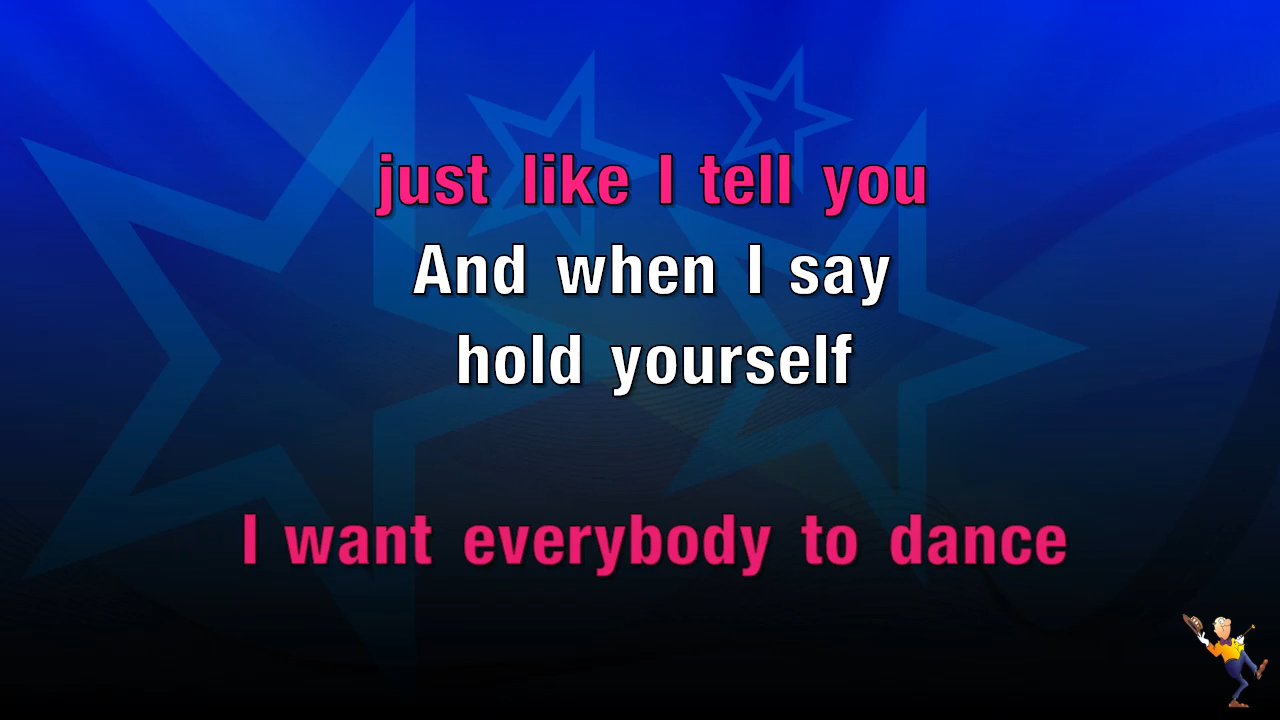 just like I tell you
And when I say
hold yourself
I want everybody to dance